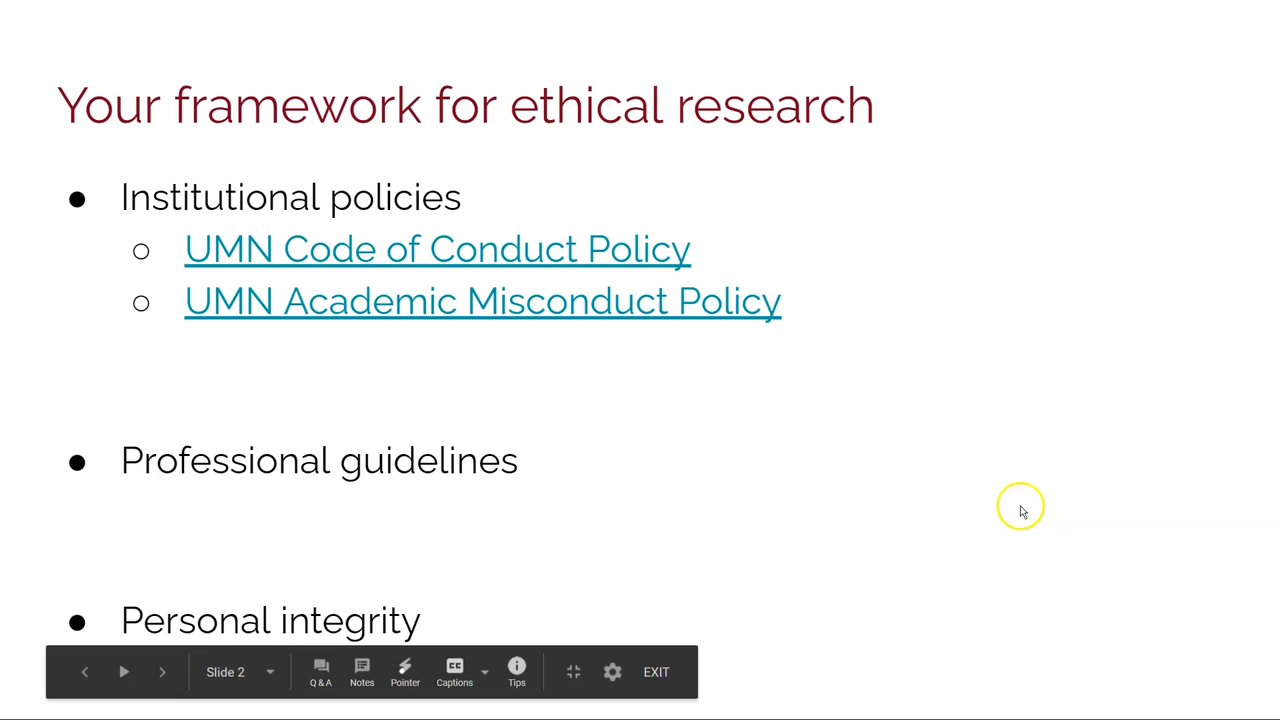 Your framework for ethical research
● Institutional policies
○ UMN Code of Conduct Policy
○ UMN Academic Misconduct Policy
● Professional guidelines
● Personal integrity
Slide 2
Q & A
Notes
Pointer
CC
Captions
Tips
EXIT